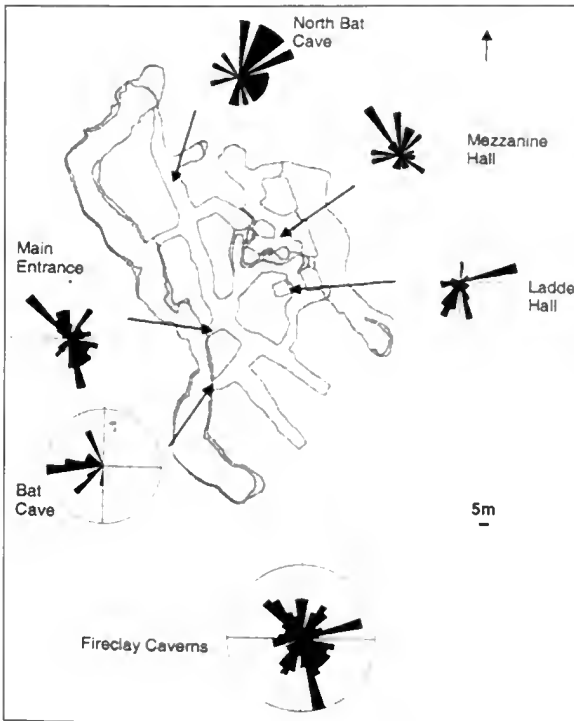 North Bat
Cave
Mezzanine
Hall
Main
Entrance
Ladde
Hall
Bat
Cave
5m
Fireclay Caverns